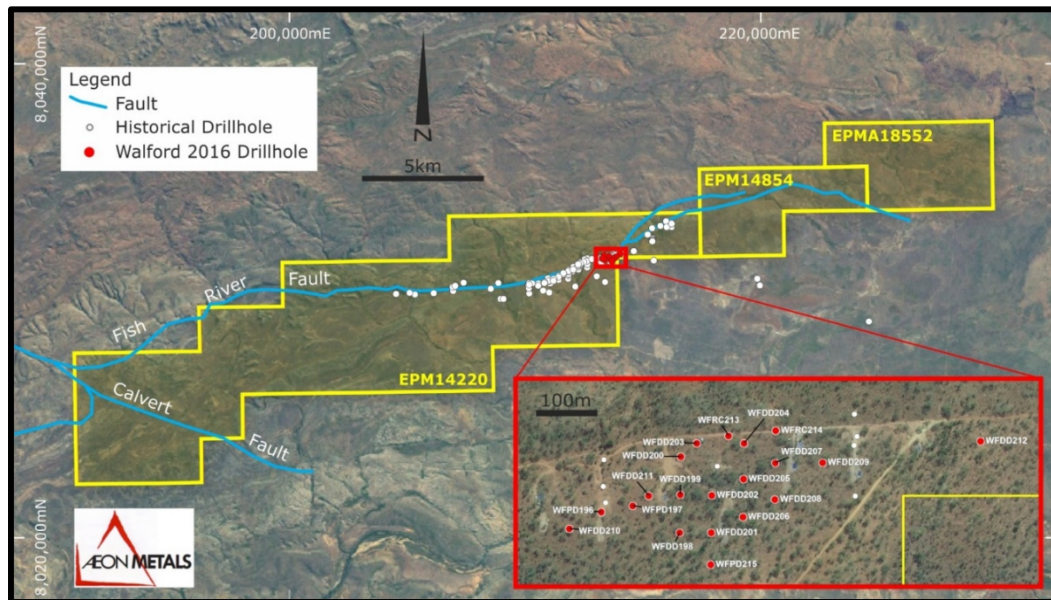 200,000mE
220,000mE
8,040,000mN
Legend
Fault
Historical Drillhole
Walford 2016 Drillhole
N
5km
EPMA18552
EPM14854
Fish River Fault
EPM14220
Calvert Fault
100m
WFDD204
WFRC213
WFRC214
WFDD203
WFDD212
WFDD200
WFDD207
WFDD209
WFDD211
WFDD199
WFDD205
WFDD202
WFDD208
WFPD196
WFPD197
WFDD206
WFDD210
WFDD198
WFDD201
WFPD215
8,020,000mN
ÆON METALS